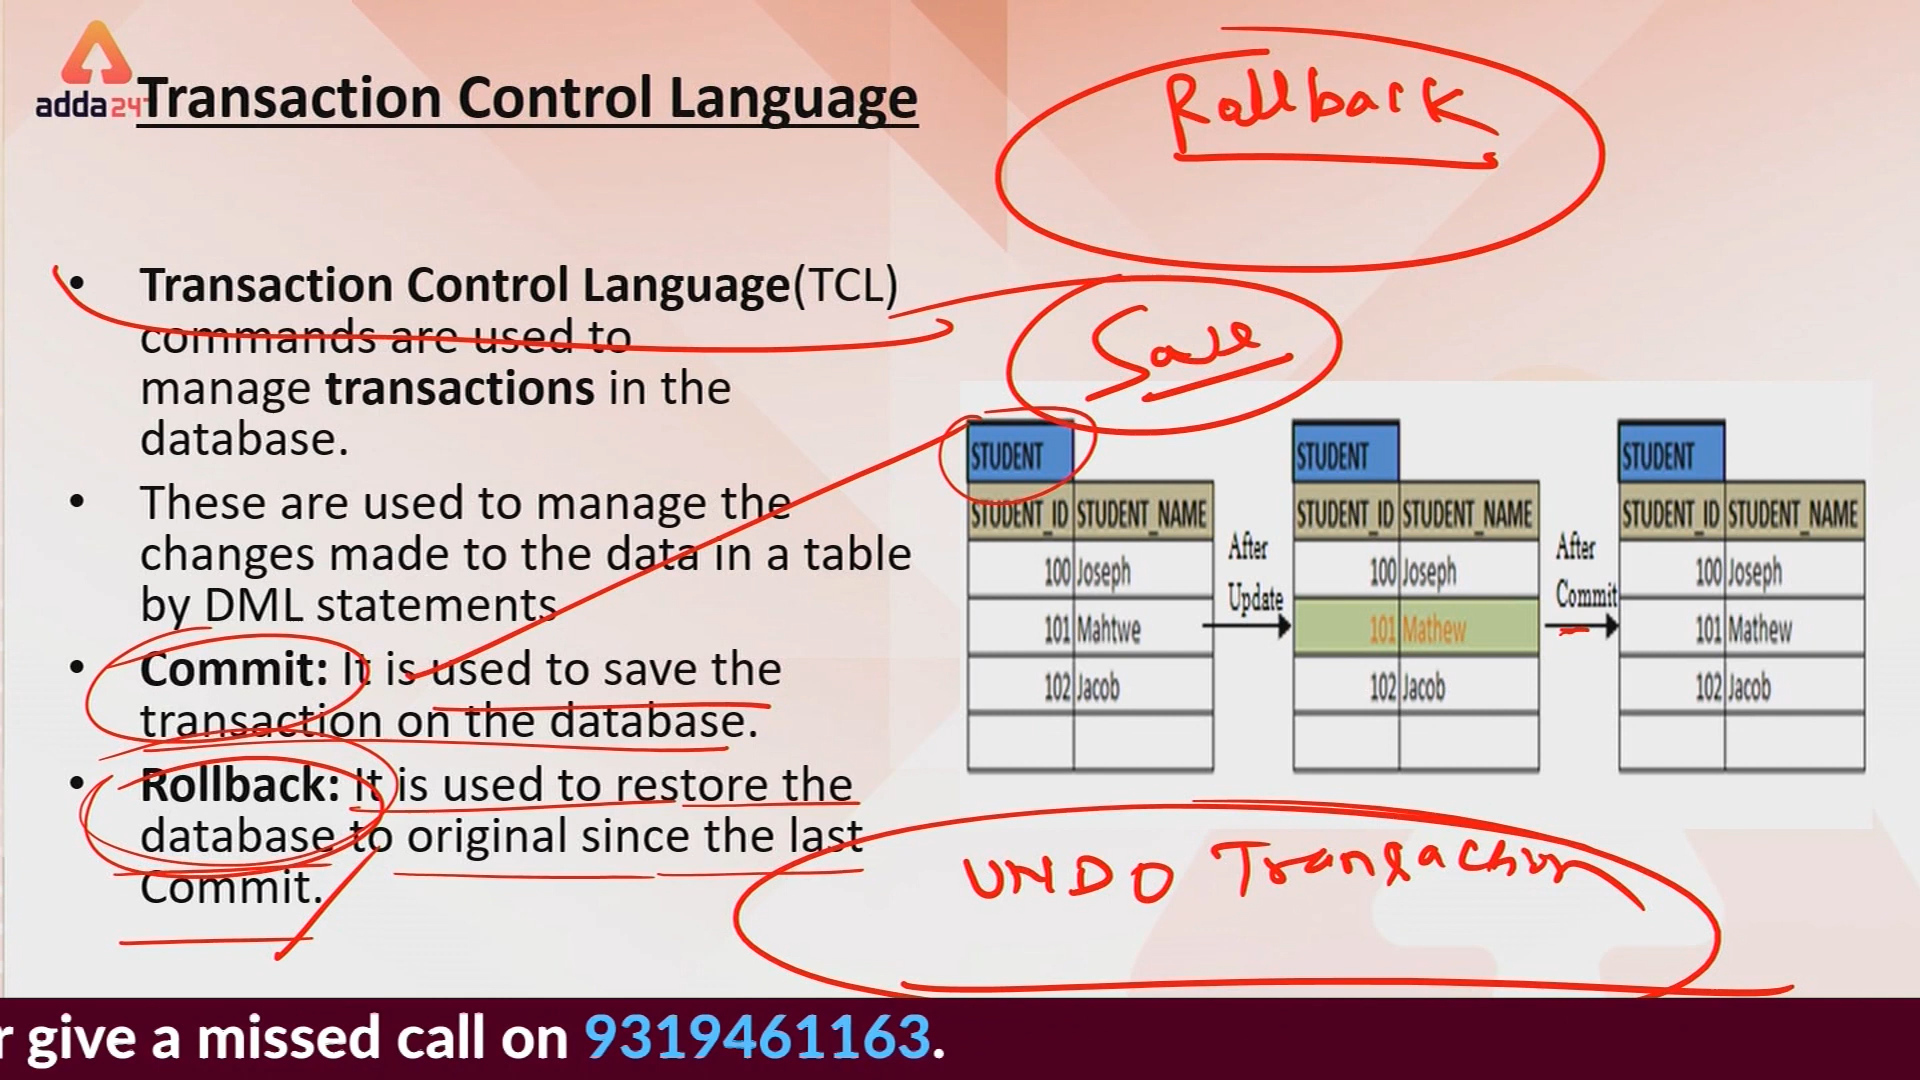 adda 247
Transaction Control Language
Rollback
• Transaction Control Language(TCL)
commands are used to
manage transactions in the
database.
• These are used to manage the
changes made to the data in a table
by DML statements
• Commit: It is used to save the
transaction on the database.
• Rollback: It is used to restore the
database to original since the last
Commit.
Save
STUDENT
STUDENT_ID STUDENT_NAME
100 Joseph
101 Mahtwe
102 Jacob
After
Update
STUDENT
STUDENT_ID STUDENT_NAME
100 Joseph
101 Mathew
102 Jacob
After
Commit
STUDENT
STUDENT_ID STUDENT_NAME
100 Joseph
101 Mathew
102 Jacob
UNDO Transaction
r give a missed call on 9319461163.